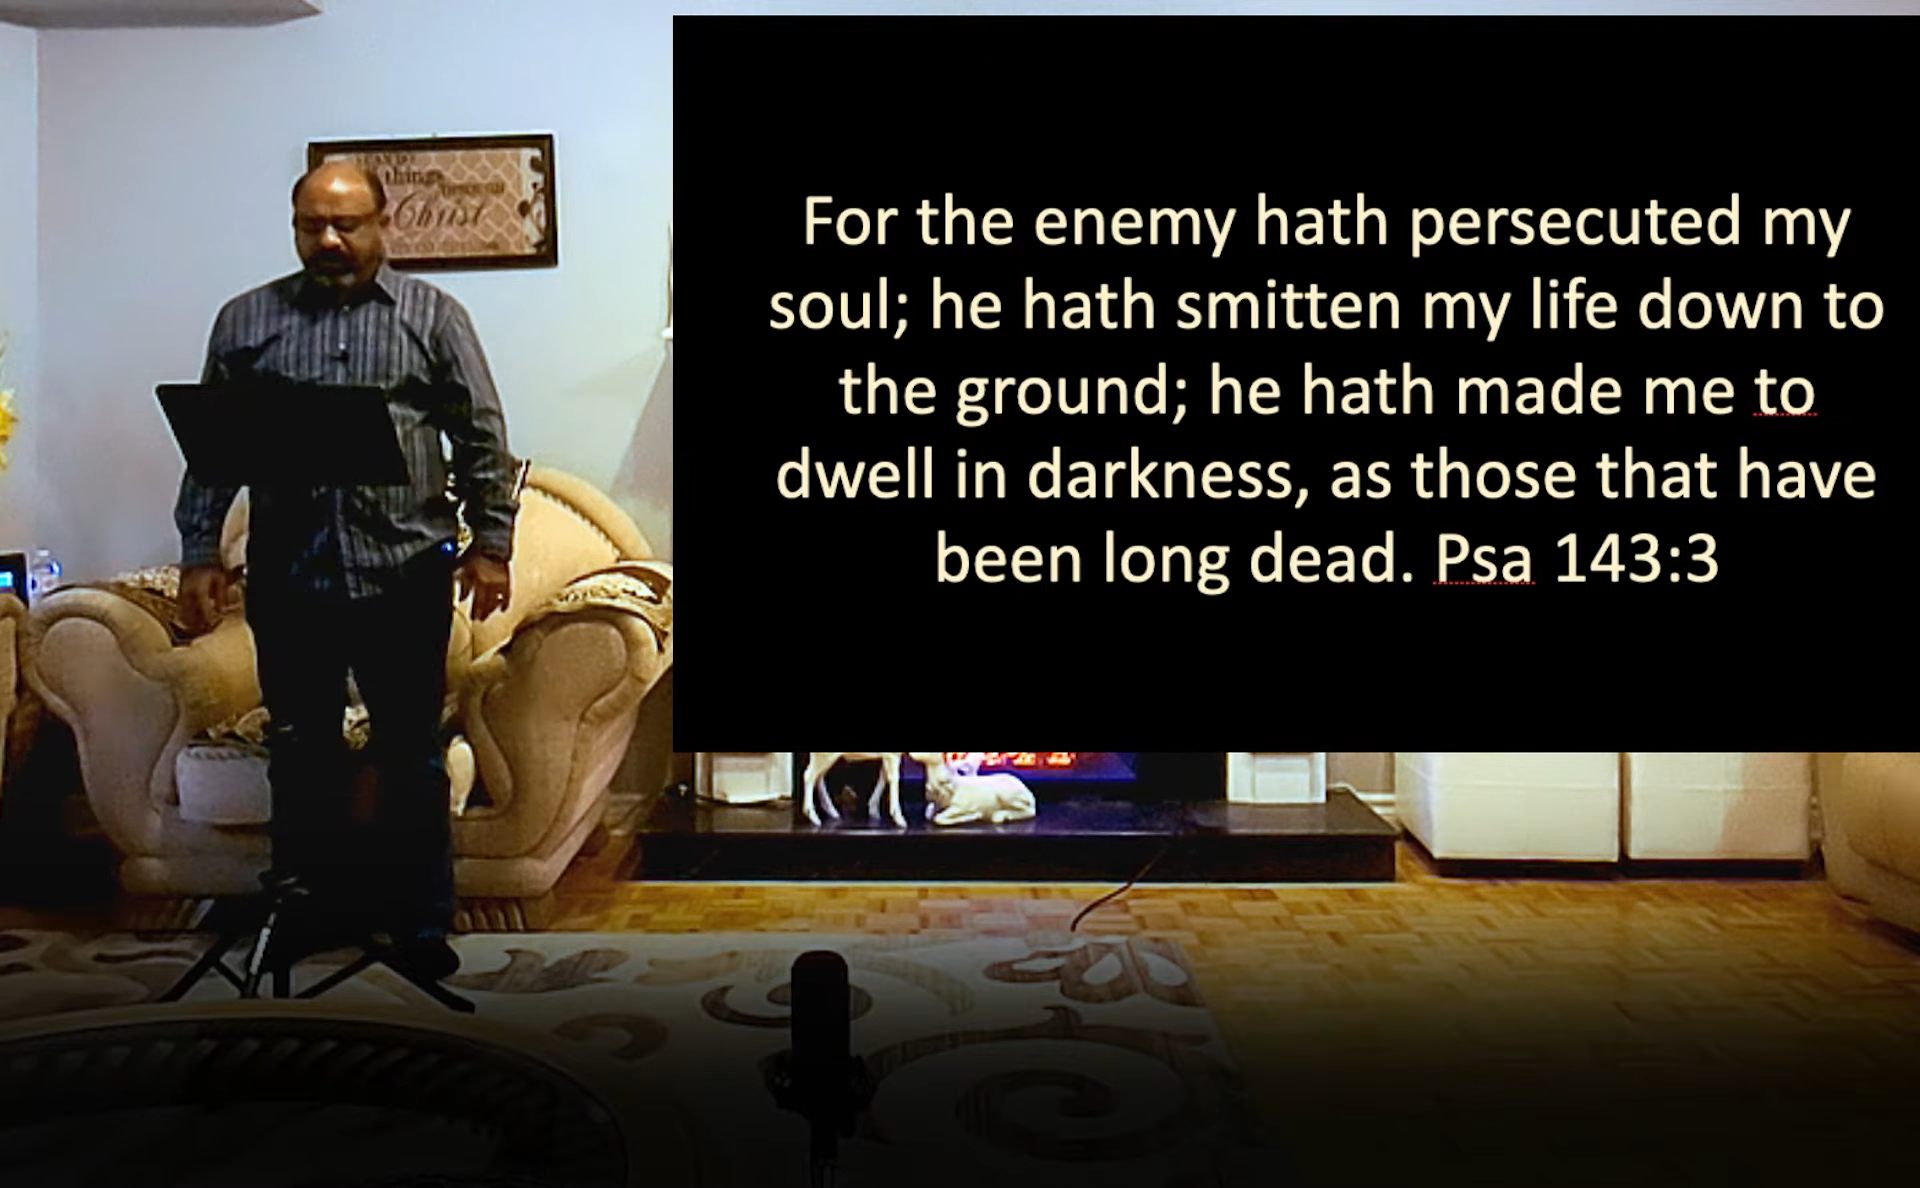 things
Christ
For the enemy hath persecuted my
soul; he hath smitten my life down to
the ground; he hath made me to
dwell in darkness, as those that have
been long dead. Psa 143:3